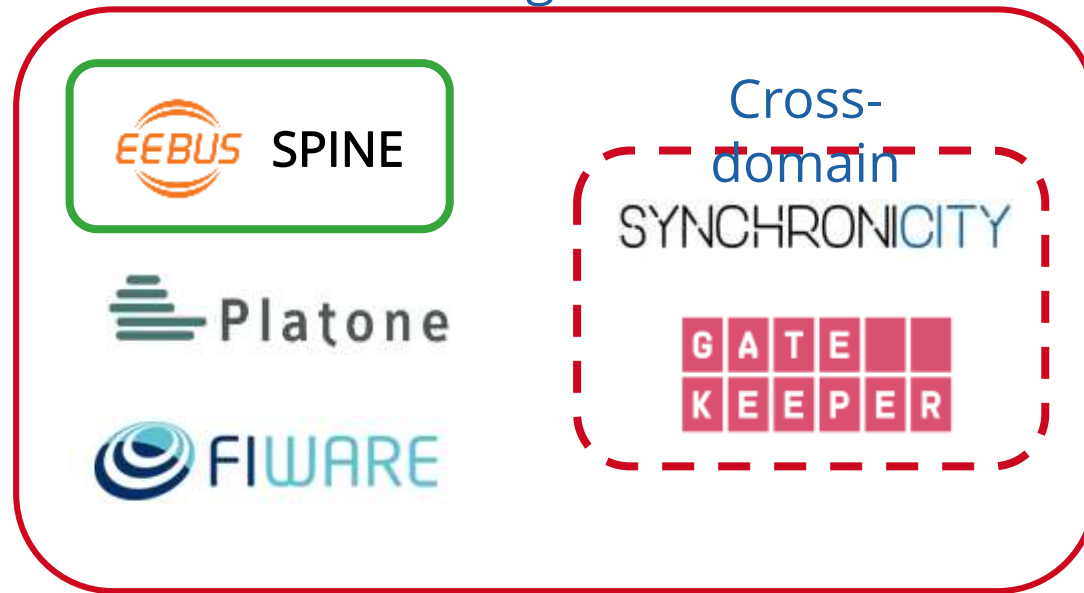 EEBUS SPINE
Platone
FIWARE
Cross-
domain
SYNCHRONICITY
GATE
KEEPER